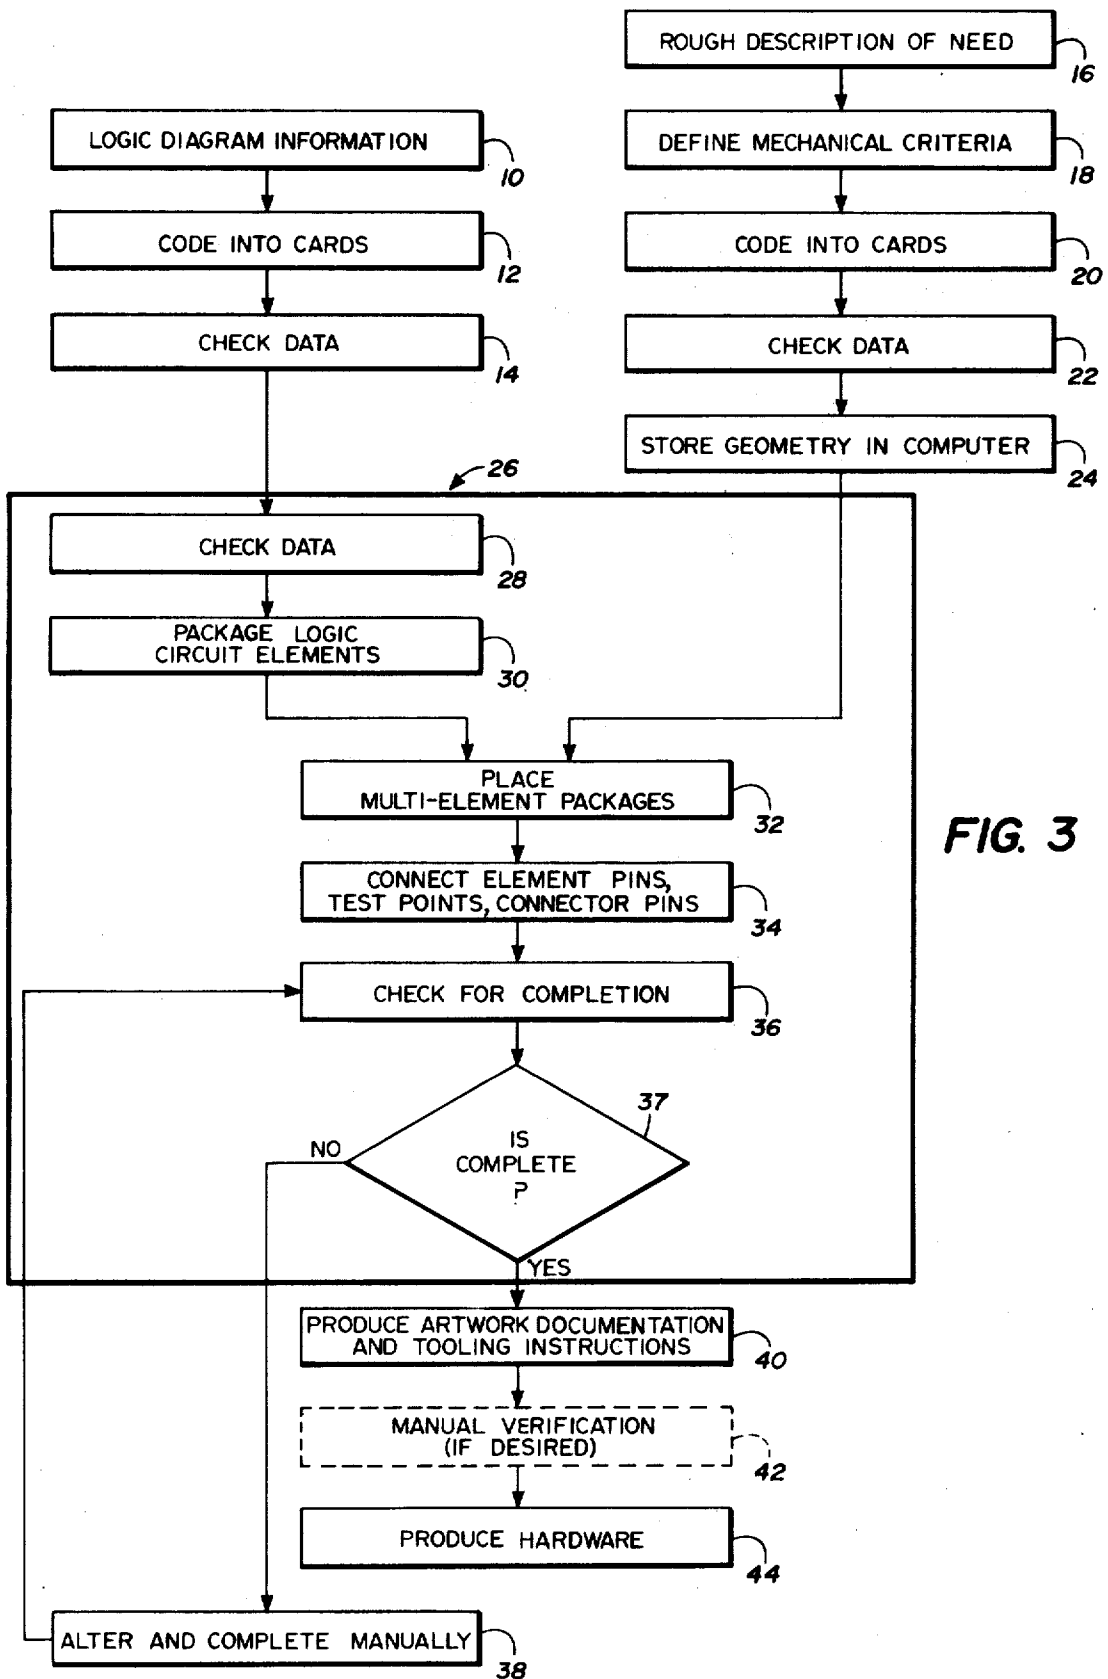 ROUGH DESCRIPTION OF NEED
16
LOGIC DIAGRAM INFORMATION
10
DEFINE MECHANICAL CRITERIA
18
CODE INTO CARDS
12
CODE INTO CARDS
20
CHECK DATA
14
CHECK DATA
22
STORE GEOMETRY IN COMPUTER
24
26
CHECK DATA
28
PACKAGE LOGIC
CIRCUIT ELEMENTS
30
PLACE
MULTI-ELEMENT PACKAGES
32
FIG. 3
CONNECT ELEMENT PINS,
TEST POINTS, CONNECTOR PINS
34
CHECK FOR COMPLETION
36
37
NO
IS
COMPLETE
?
YES
PRODUCE ARTWORK DOCUMENTATION
AND TOOLING INSTRUCTIONS
40
MANUAL VERIFICATION
(IF DESIRED)
42
PRODUCE HARDWARE
44
ALTER AND COMPLETE MANUALLY
38